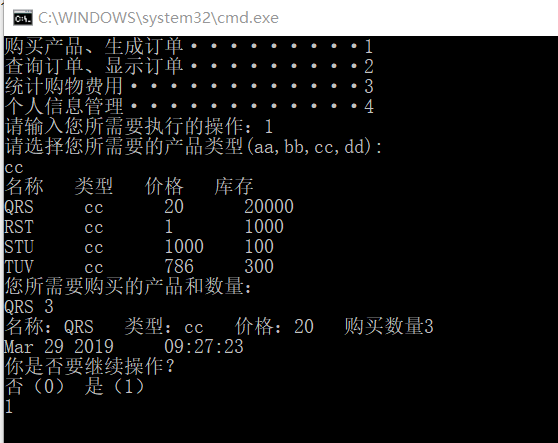 C:\WINDOWS\system32\cmd.exe
购买产品、生成订单·········1
查询订单、显示订单·········2
统计购物费用············3
个人信息管理············4
请输入您所需要执行的操作：1
请选择您所需要的产品类型(aa,bb,cc,dd):
cc
名称 类型 价格 库存
QRS cc 20 20000
RST cc 1 1000
STU cc 1000 100
TUV cc 786 300
您所需要购买的产品和数量：
QRS 3
名称：QRS 类型：cc 价格：20 购买数量3
Mar 29 2019 09:27:23
你是否要继续操作？
否（0） 是（1）
1